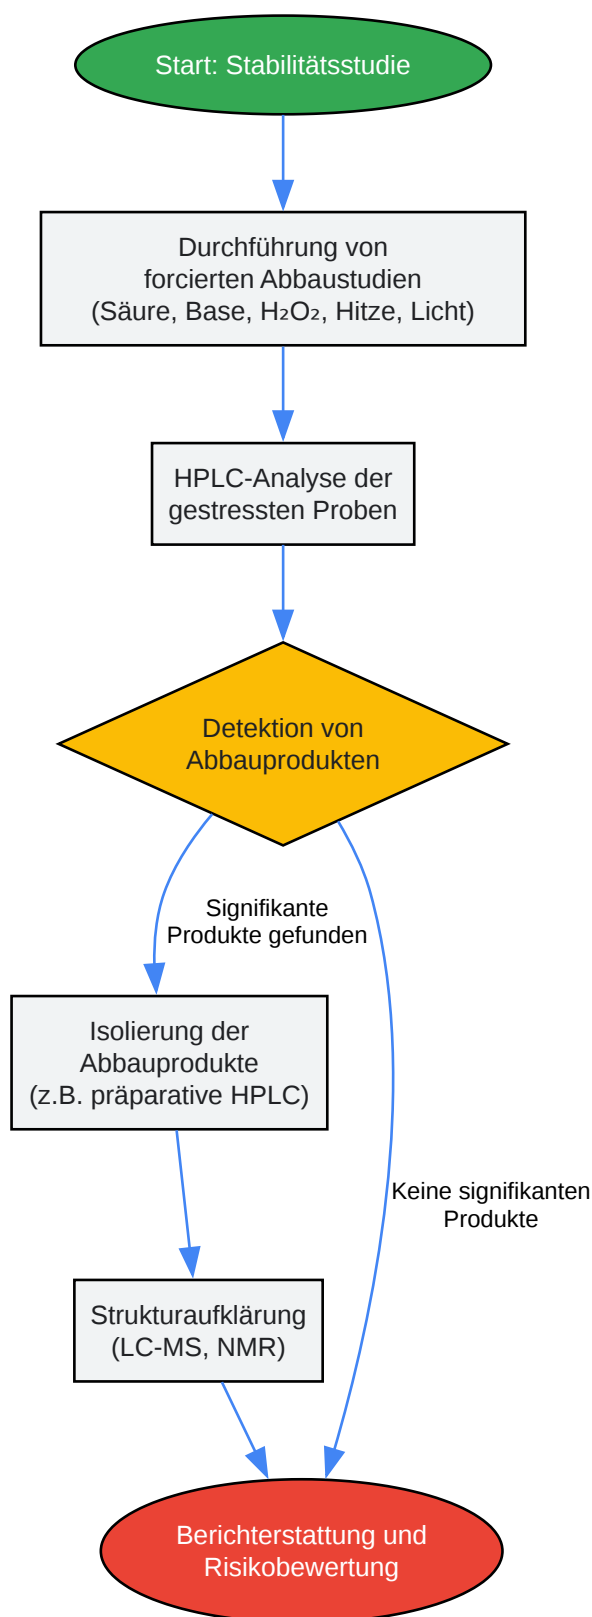 Start: Stabilitätsstudie
Durchführung von
forcierten Abbaustudien
(Säure, Base, H₂O₂, Hitze, Licht)
HPLC-Analyse der
gestressten Proben
Detektion von
Abbauprodukten
Signifikante
Produkte gefunden
Isolierung der
Abbauprodukte
(z.B. präparative HPLC)
Keine signifikanten
Produkte
Strukturaufklärung
(LC-MS, NMR)
Berichterstattung und
Risikobewertung